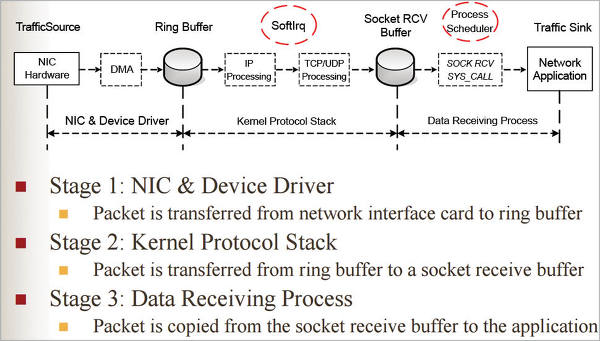 TrafficSource
Ring Buffer
SoftIrq
Socket RCV
Buffer
Process
Scheduler
Traffic Sink
NIC
Hardware
DMA
IP
Processing
TCP/UDP
Processing
SOCK RCV
SYS_CALL
Network
Application
NIC & Device Driver
Kernel Protocol Stack
Data Receiving Process
Stage 1: NIC & Device Driver
Packet is transferred from network interface card to ring buffer
Stage 2: Kernel Protocol Stack
Packet is transferred from ring buffer to a socket receive buffer
Stage 3: Data Receiving Process
Packet is copied from the socket receive buffer to the application